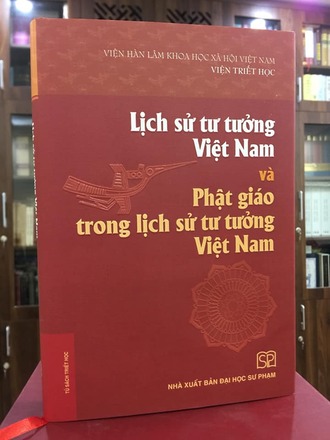 VIỆN HÀN LÂM KHOA HỌC XÃ HỘI VIỆT NAM
VIỆN TRIẾT HỌC
Lịch sử tư tưởng
Việt Nam
và
Phật giáo
trong lịch sử tư tưởng
Việt Nam
TỦ SÁCH TRIẾT HỌC
SP
NHÀ XUẤT BẢN ĐẠI HỌC SƯ PHẠM